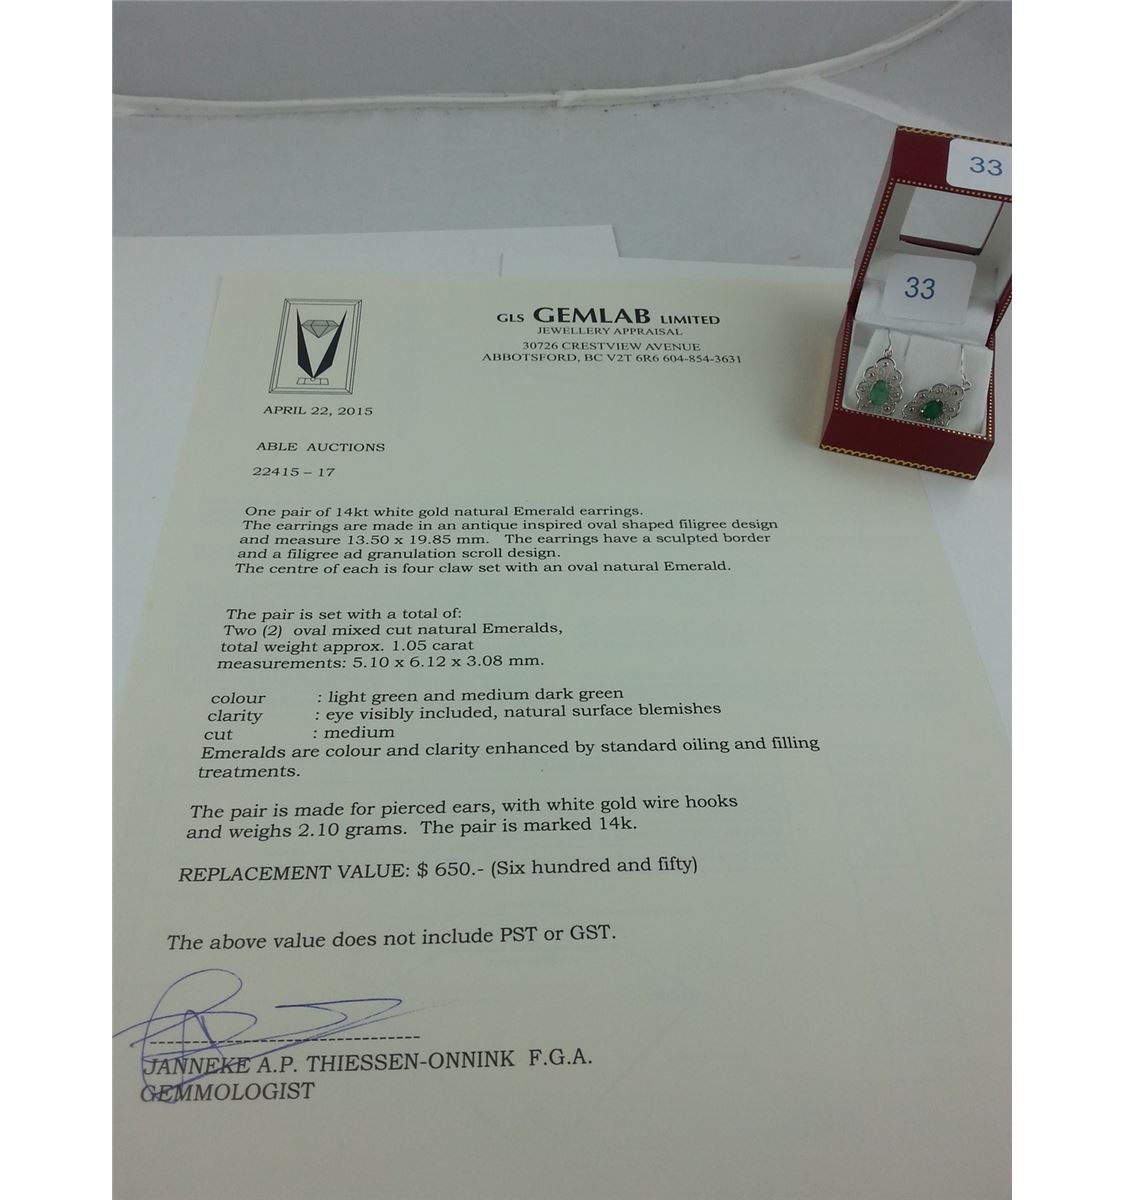 33
33
GLS GEMLAB LIMITED
JEWELLERY APPRAISAL
30726 CRESTVIEW AVENUE
ABBOTSFORD, BC V2T 6R6 604-854-3631
APRIL 22, 2015
ABLE AUCTIONS
22415 – 17
One pair of 14kt white gold natural Emerald earrings.
The earrings are made in an antique inspired oval shaped filigree design
and measure 13.50 x 19.85 mm. The earrings have a sculpted border
and a filigree ad granulation scroll design.
The centre of each is four claw set with an oval natural Emerald.
The pair is set with a total of:
Two (2) oval mixed cut natural Emeralds,
total weight approx. 1.05 carat
measurements: 5.10 x 6.12 x 3.08 mm.
colour : light green and medium dark green
clarity : eye visibly included, natural surface blemishes
cut : medium
Emeralds are colour and clarity enhanced by standard oiling and filling
treatments.
The pair is made for pierced ears, with white gold wire hooks
and weighs 2.10 grams. The pair is marked 14k.
REPLACEMENT VALUE: $ 650.- (Six hundred and fifty)
The above value does not include PST or GST.
JANNEKE A.P. THIESSEN-ONNINK F.G.A.
GEMMOLOGIST